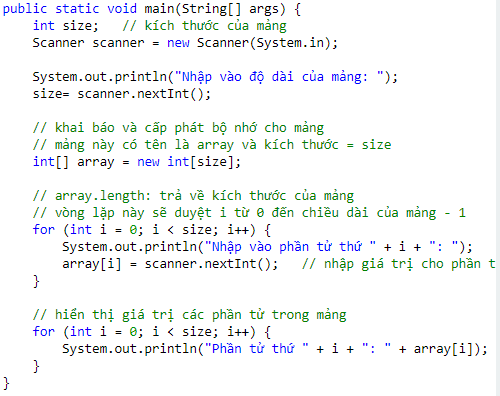 public static void main(String[] args) {
    int size;   // kích thước của mảng
    Scanner scanner = new Scanner(System.in);
    System.out.println("Nhập vào độ dài của mảng: ");
    size= scanner.nextInt();
    // khai báo và cấp phát bộ nhớ cho mảng
    // mảng này có tên là array và kích thước = size
    int[] array = new int[size];
    // array.length: trả về kích thước của mảng
    // vòng lặp này sẽ duyệt i từ 0 đến chiều dài của mảng - 1
    for (int i = 0; i < size; i++) {
        System.out.println("Nhập vào phần tử thứ " + i + ": ");
        array[i] = scanner.nextInt();   // nhập giá trị cho phần t
    }
    // hiển thị giá trị các phần tử trong mảng
    for (int i = 0; i < size; i++) {
        System.out.println("Phần tử thứ " + i + ": " + array[i]);
    }
}